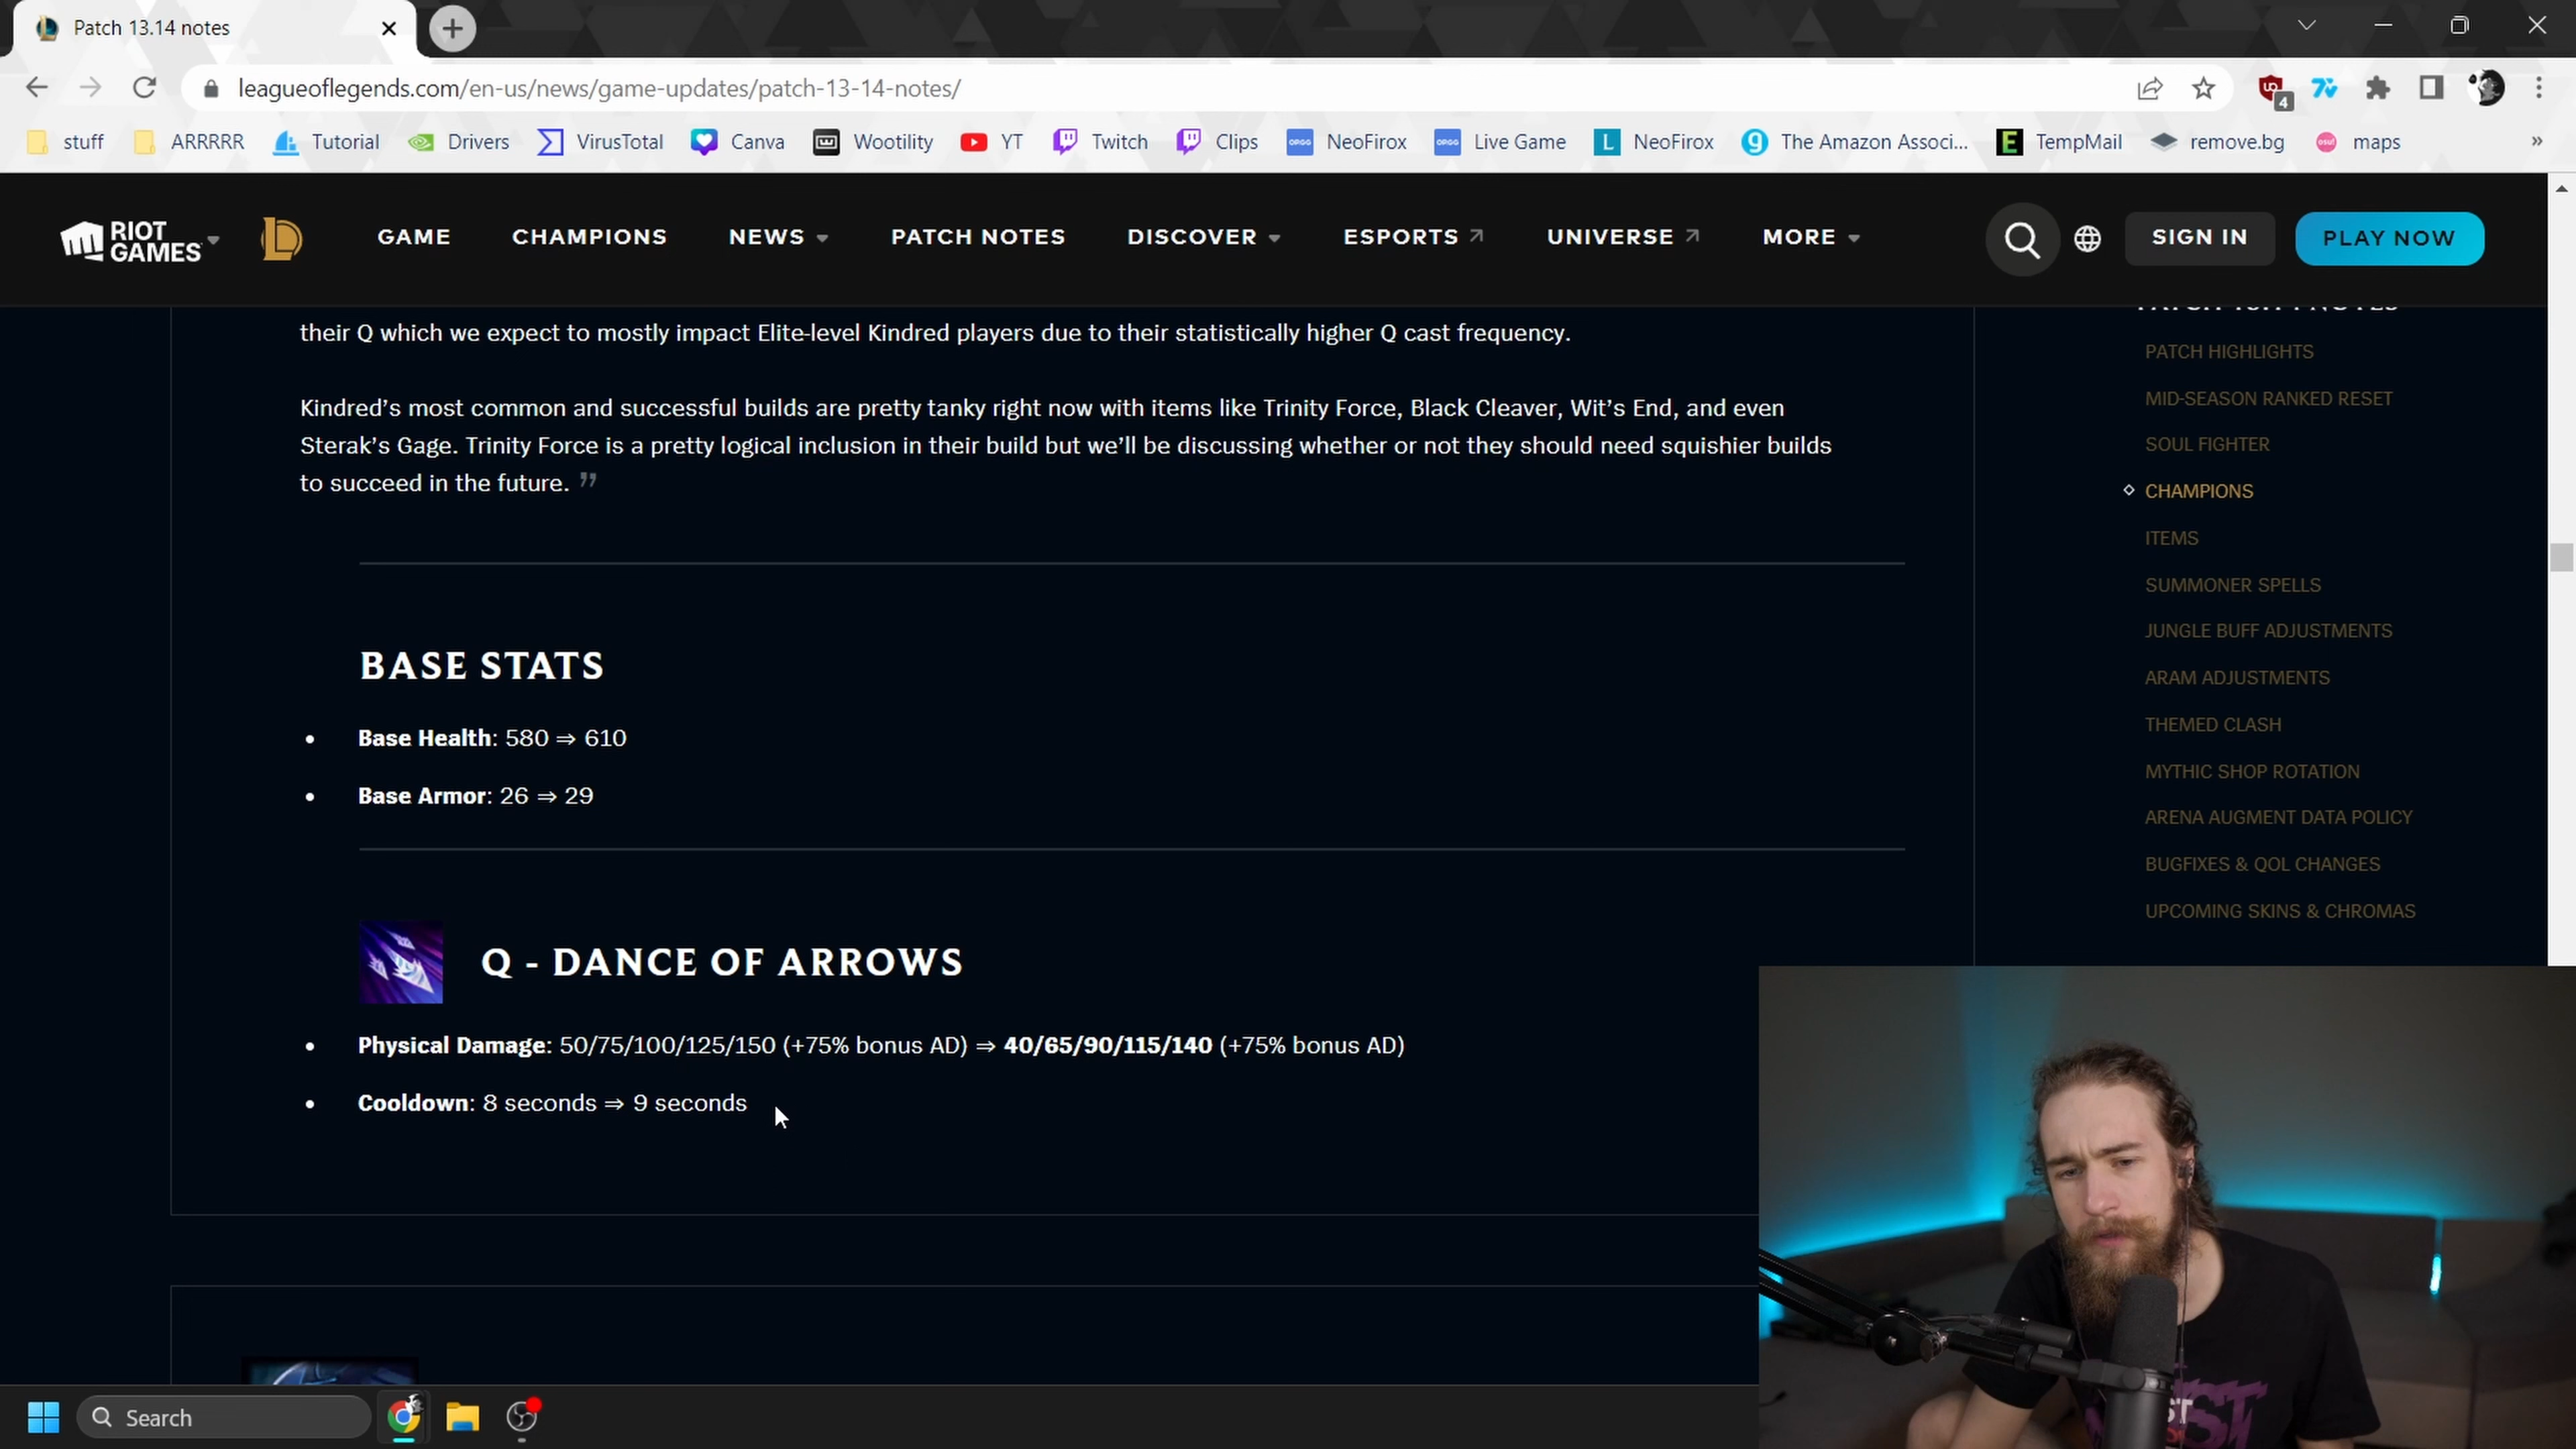 Patch 13.14 notes
leagueoflegends.com/en-us/news/game-updates/patch-13-14-notes/
4
stuff ARRRRR Tutorial Drivers VirusTotal Canva Wootility YT Twitch Clips OPGG NeoFirox OPGG Live Game L NeoFirox The Amazon Associ... E TempMail remove.bg osu! maps »
RIOT GAMES GAME CHAMPIONS NEWS PATCH NOTES DISCOVER ESPORTS UNIVERSE MORE SIGN IN PLAY NOW
their Q which we expect to mostly impact Elite-level Kindred players due to their statistically higher Q cast frequency.
Kindred’s most common and successful builds are pretty tanky right now with items like Trinity Force, Black Cleaver, Wit’s End, and even
Sterak’s Gage. Trinity Force is a pretty logical inclusion in their build but we’ll be discussing whether or not they should need squishier builds
to succeed in the future. ”
BASE STATS
• Base Health: 580 ⇒ 610
• Base Armor: 26 ⇒ 29
Q - DANCE OF ARROWS
• Physical Damage: 50/75/100/125/150 (+75% bonus AD) ⇒ 40/65/90/115/140 (+75% bonus AD)
• Cooldown: 8 seconds ⇒ 9 seconds
PATCH HIGHLIGHTS
MID-SEASON RANKED RESET
SOUL FIGHTER
CHAMPIONS
ITEMS
SUMMONER SPELLS
JUNGLE BUFF ADJUSTMENTS
ARAM ADJUSTMENTS
THEMED CLASH
MYTHIC SHOP ROTATION
ARENA AUGMENT DATA POLICY
BUGFIXES & QOL CHANGES
UPCOMING SKINS & CHROMAS
Search